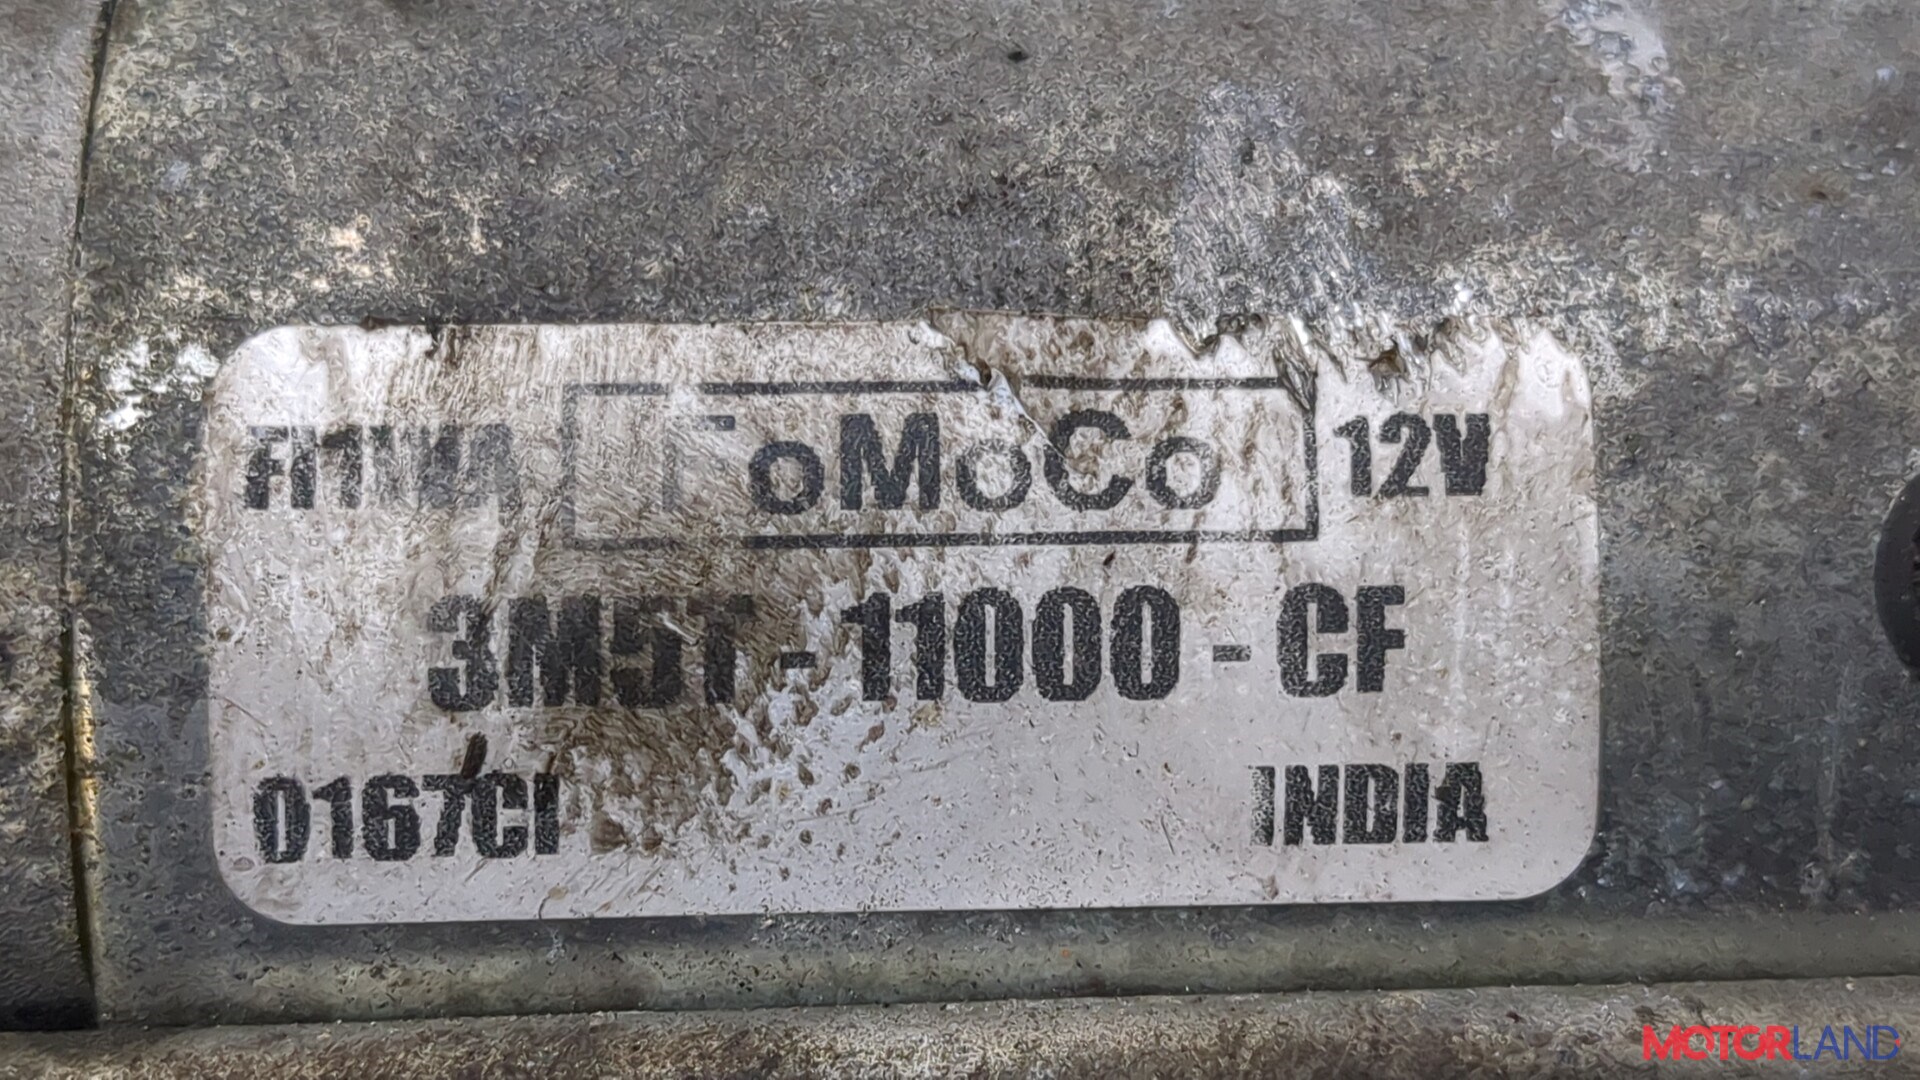 FoMoCo 12V
3M5T - 11000 - CF
0167CI INDIA
MOTORLAND